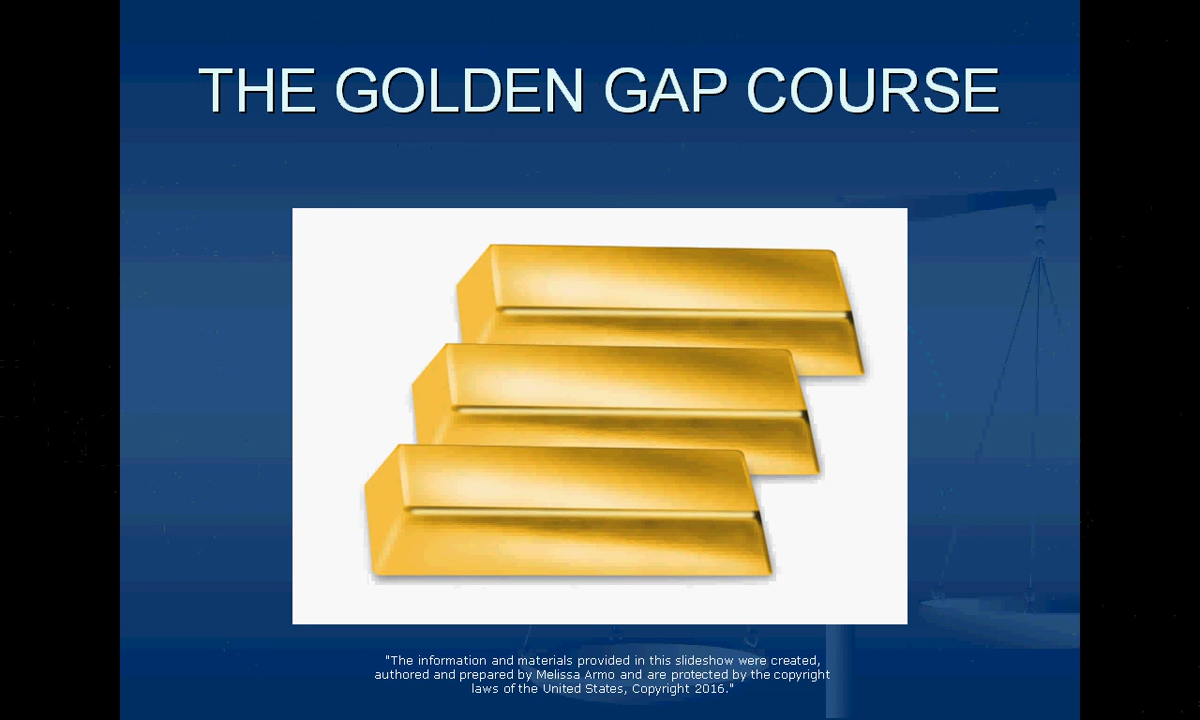 THE GOLDEN GAP COURSE
"The information and materials provided in this slideshow were created,
authored and prepared by Melissa Armo and are protected by the copyright
laws of the United States, Copyright 2016."